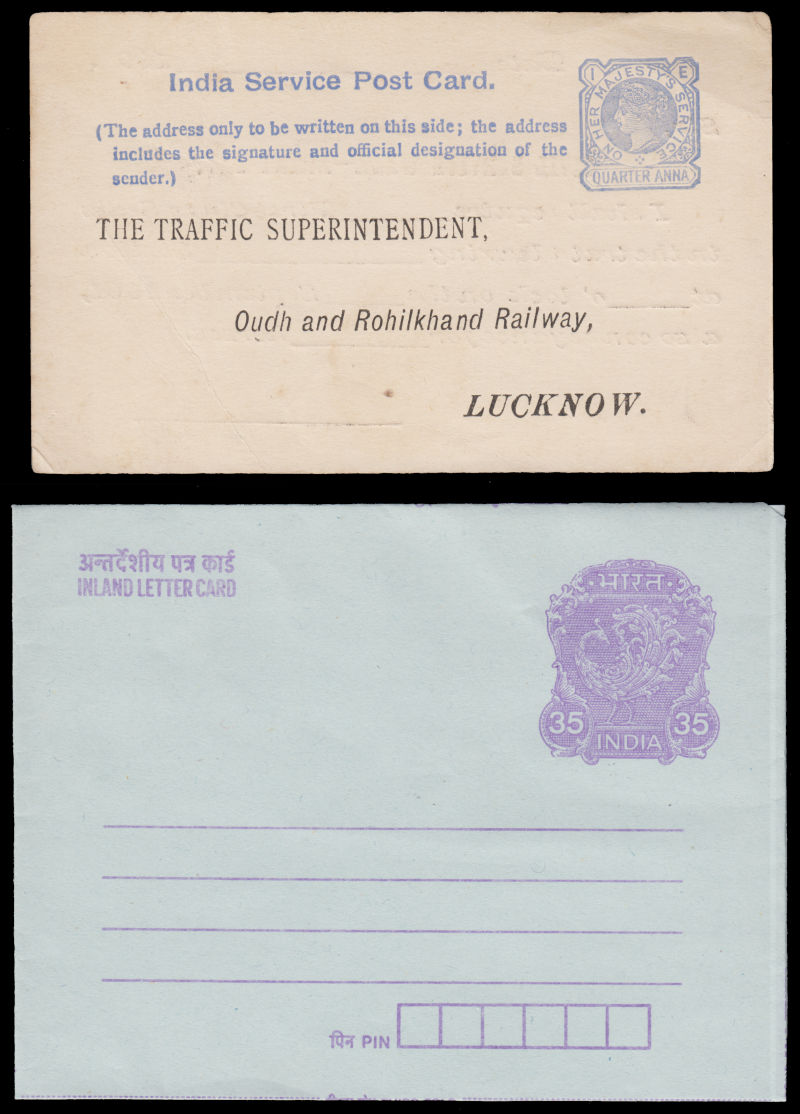 India Service Post Card.
I E
ON HER MAJESTY'S SERVICE
QUARTER ANNA
(The address only to be written on this side; the address
includes the signature and official designation of the
sender.)
THE TRAFFIC SUPERINTENDENT,
Oudh and Rohilkhand Railway,
LUCKNOW.
अन्तर्देशीय पत्र कार्ड
INLAND LETTER CARD
भारत
35 35
INDIA
पिन PIN